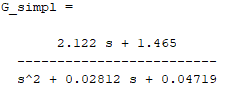 G_simpl =
2.122 s + 1.465
-------------------------
s^2 + 0.02812 s + 0.04719